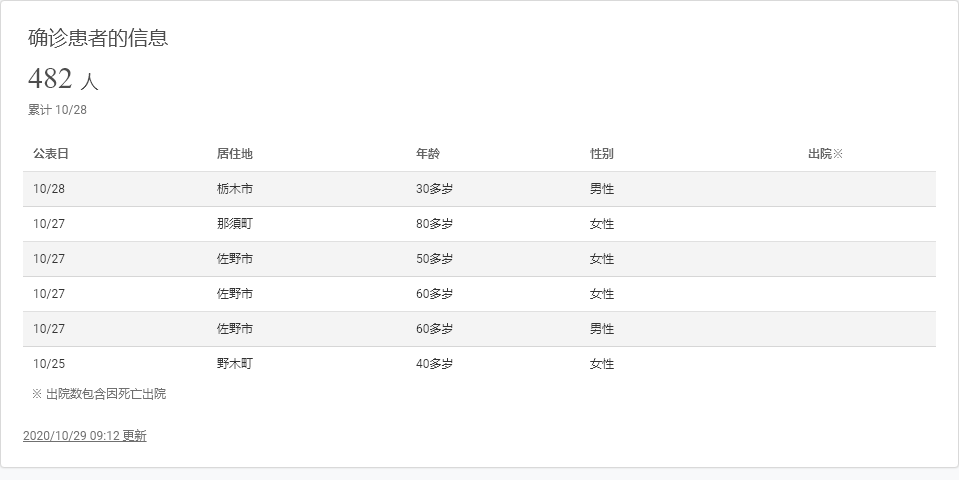 确诊患者的信息
482 人
累计 10/28
公表日 居住地 年龄 性别 出院※
10/28 栃木市 30多岁 男性
10/27 那須町 80多岁 女性
10/27 佐野市 50多岁 女性
10/27 佐野市 60多岁 女性
10/27 佐野市 60多岁 男性
10/25 野木町 40多岁 女性
※ 出院数包含因死亡出院
2020/10/29 09:12 更新